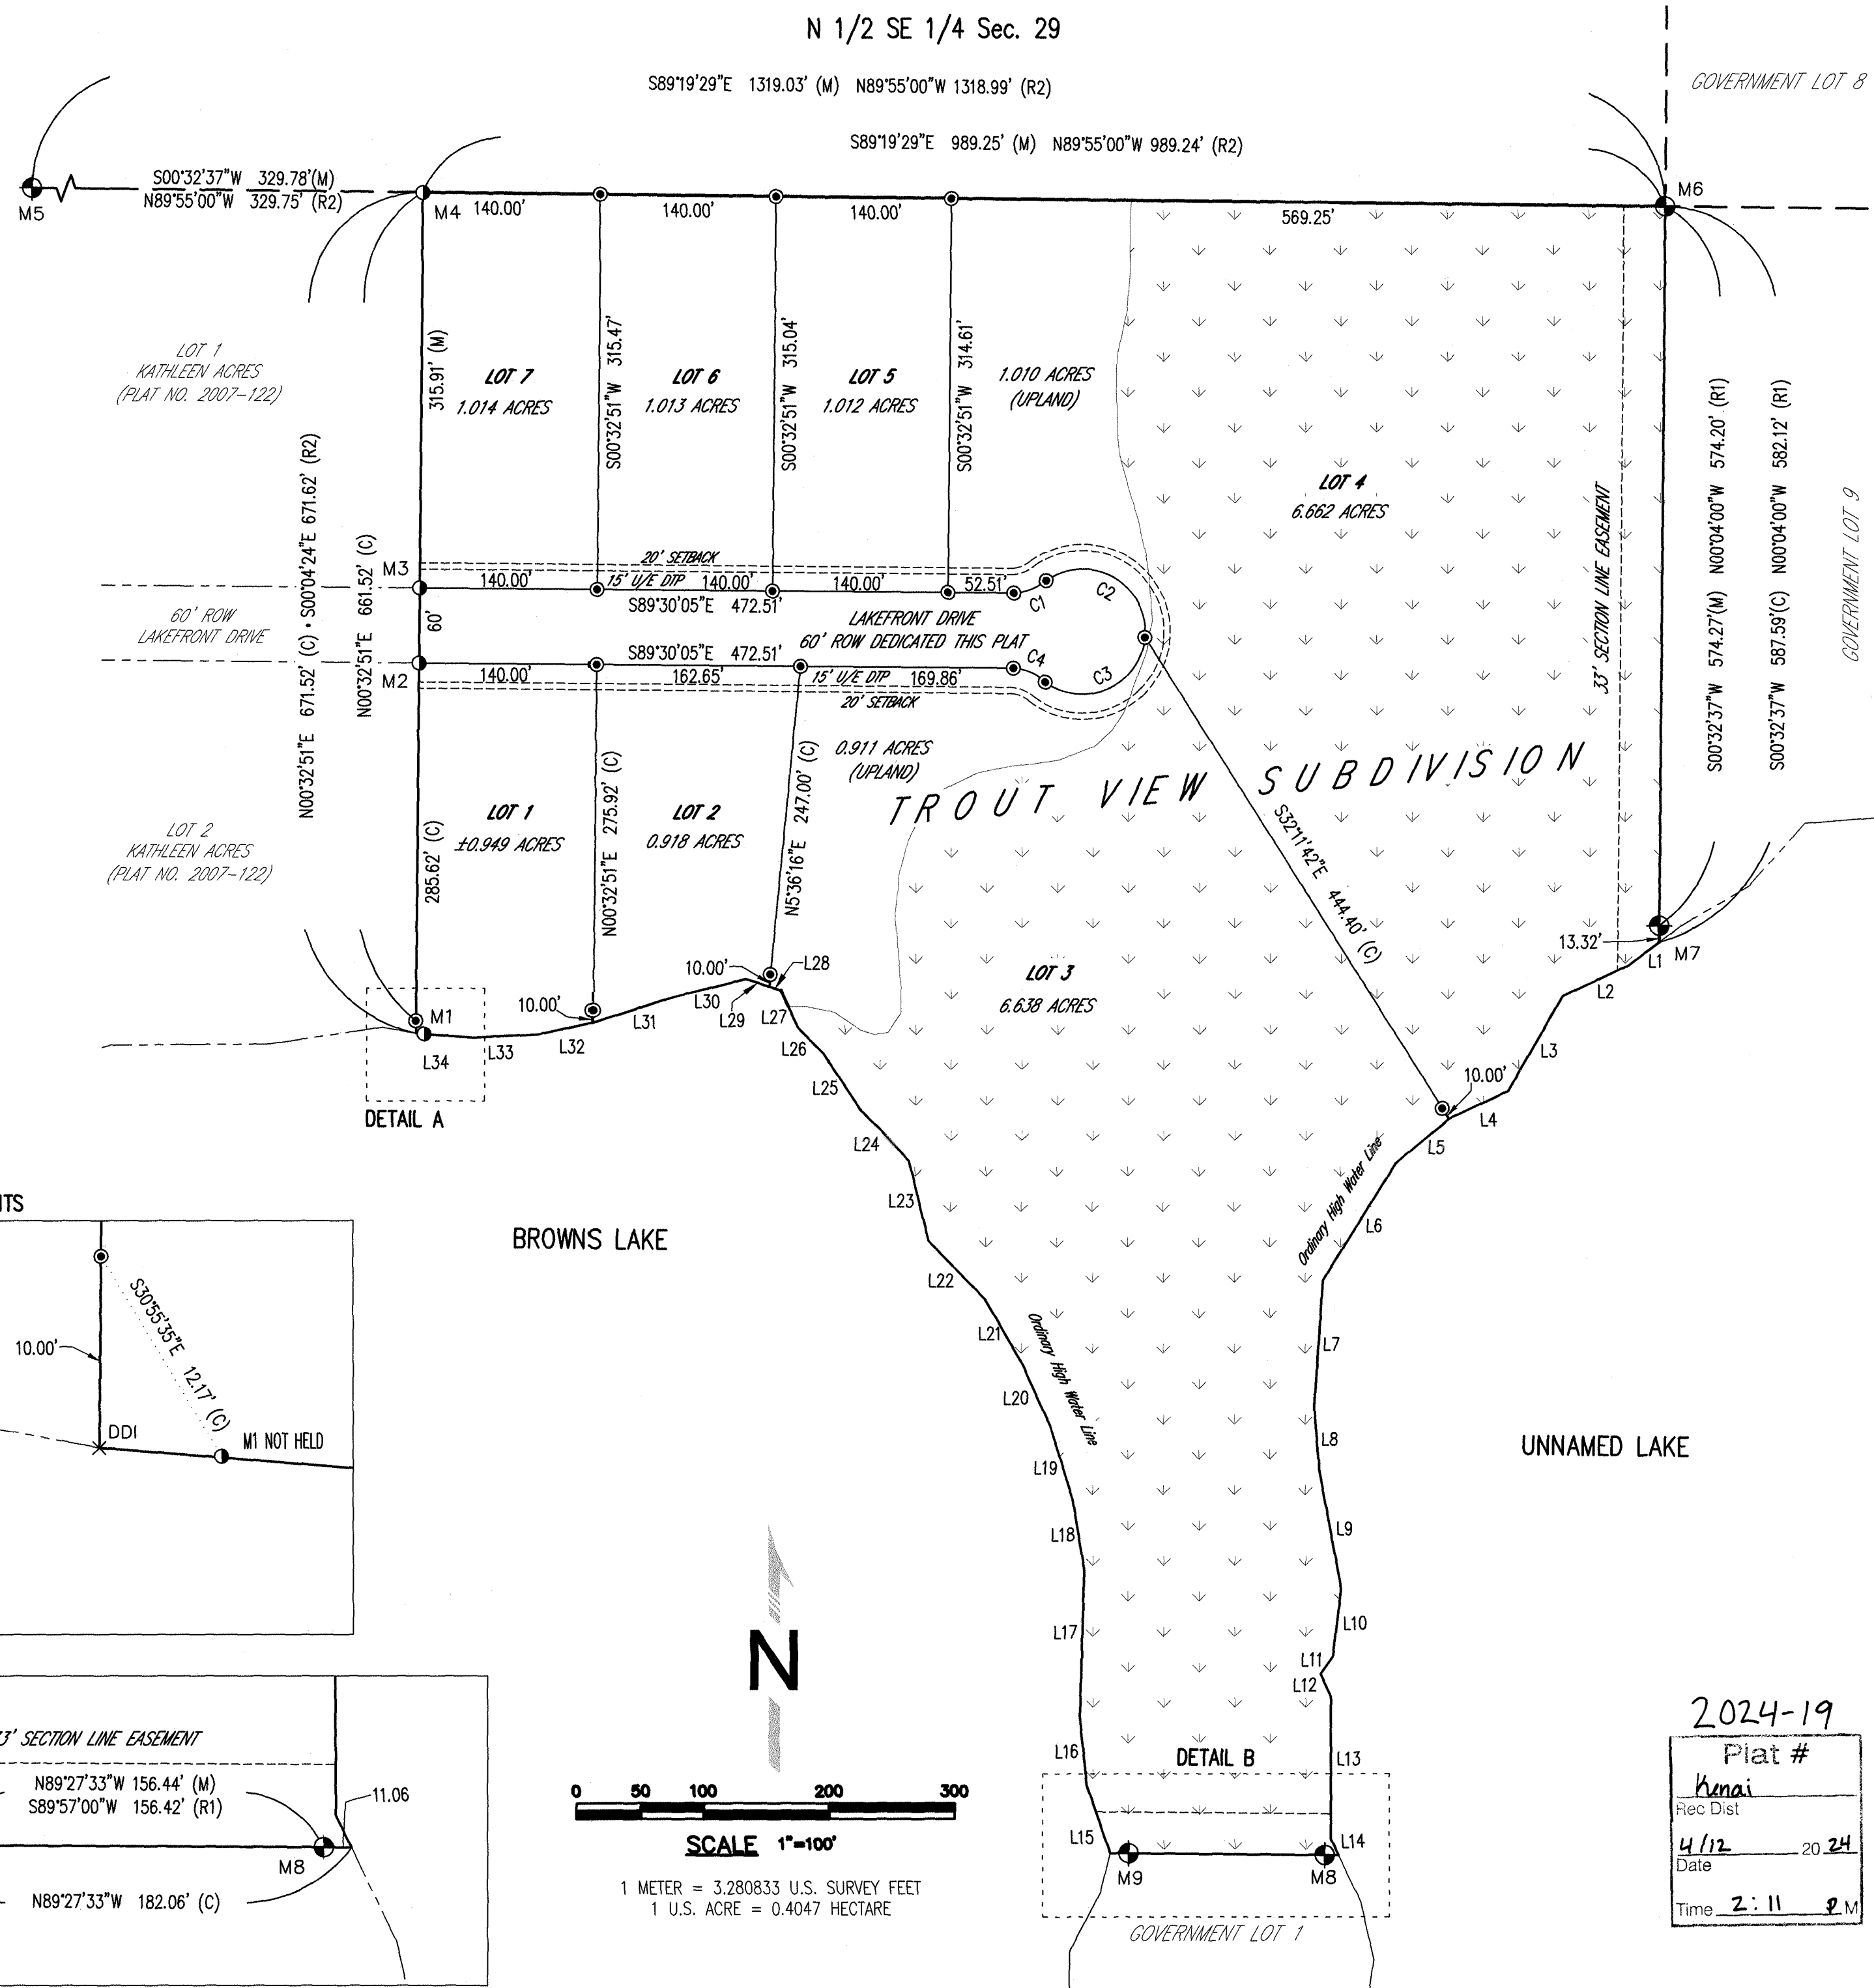 N 1/2 SE 1/4 Sec. 29
S89°19'29"E 1319.03' (M) N89°55'00"W 1318.99' (R2)
GOVERNMENT LOT 8
S89°19'29"E 989.25' (M) N89°55'00"W 989.24' (R2)
S00°32'37"W 329.78'(M)
N89°55'00"W 329.75' (R2)
M5
M4
M6
140.00'
140.00'
140.00'
569.25'
LOT 1
KATHLEEN ACRES
(PLAT NO. 2007-122)
315.91' (M)
LOT 7
1.014 ACRES
S00°32'51"W 315.47'
LOT 6
1.013 ACRES
S00°32'51"W 315.04'
LOT 5
1.012 ACRES
S00°32'51"W 314.61'
1.010 ACRES
(UPLAND)
LOT 4
6.662 ACRES
33' SECTION LINE EASEMENT
S00°32'37"W 574.27'(M) N00°04'00"W 574.20' (R1)
S00°32'37"W 587.59'(C) N00°04'00"W 582.12' (R1)
GOVERNMENT LOT 9
N00°32'51"E 671.52' (C) • S00°04'24"E 671.62' (R2)
N00°32'51"E 661.52' (C)
M3
20' SETBACK
140.00'
15' U/E DTP
140.00'
140.00'
52.51'
C1
C2
60' ROW
LAKEFRONT DRIVE
60'
S89°30'05"E 472.51'
LAKEFRONT DRIVE
60' ROW DEDICATED THIS PLAT
S89°30'05"E 472.51'
C4
C3
M2
140.00'
162.65'
15' U/E DTP
169.86'
20' SETBACK
0.911 ACRES
(UPLAND)
TROUT VIEW SUBDIVISION
LOT 2
KATHLEEN ACRES
(PLAT NO. 2007-122)
285.62' (C)
LOT 1
±0.949 ACRES
N00°32'51"E 275.92' (C)
LOT 2
0.918 ACRES
N5°36'16"E 247.00' (C)
S32°11'42"E 444.40' (C)
13.32'
L1
M7
L2
10.00'
L28
LOT 3
6.638 ACRES
10.00'
L30
L29
L27
L31
M1
L32
L33
L34
L26
L3
DETAIL A
L25
10.00'
L4
L24
L5
L23
Ordinary High Water Line
L6
BROWNS LAKE
L22
ITS
10.00'
S30°55'35"E 12.17' (C)
DDI
M1 NOT HELD
L21
Ordinary High Water Line
L7
L20
L8
UNNAMED LAKE
L19
L18
L9
L17
L10
L11
L12
N
L16
DETAIL B
L13
3' SECTION LINE EASEMENT
N89°27'33"W 156.44' (M)
S89°57'00"W 156.42' (R1)
11.06
M8
N89°27'33"W 182.06' (C)
0 50 100 200 300
SCALE 1"=100'
1 METER = 3.280833 U.S. SURVEY FEET
1 U.S. ACRE = 0.4047 HECTARE
L15
L14
M9
M8
GOVERNMENT LOT 1
2024-19
Plat #
Kenai
Rec Dist
4/12 20 24
Date
Time 2:11 P M